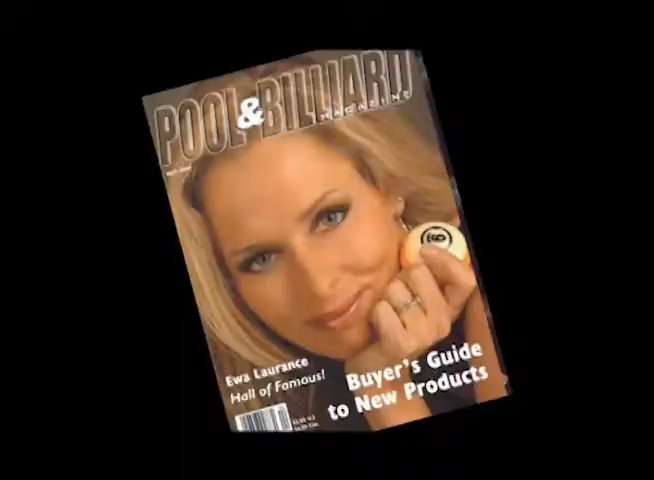 POOL & BILLIARD
MAGAZINE
Ewa Laurance
Hall of Famous!
Buyer's Guide
to New Products